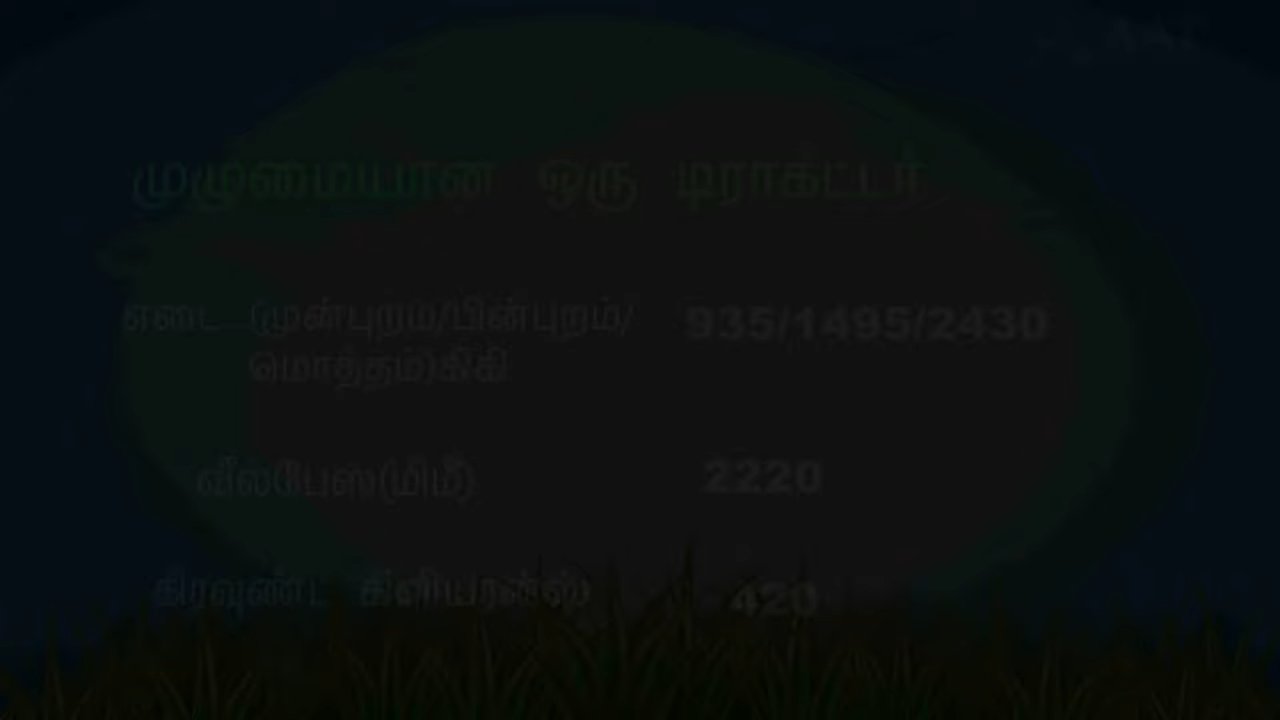 முழுமையான ஒரு டிராக்டர்
எடை (முன்புறம்/பின்புறம்/ 935/1495/2430
மொத்தம்)கிகி
வீல்பேஸ்(மிமீ) 2220
கிரவுண்ட் கிளியரன்ஸ் 420